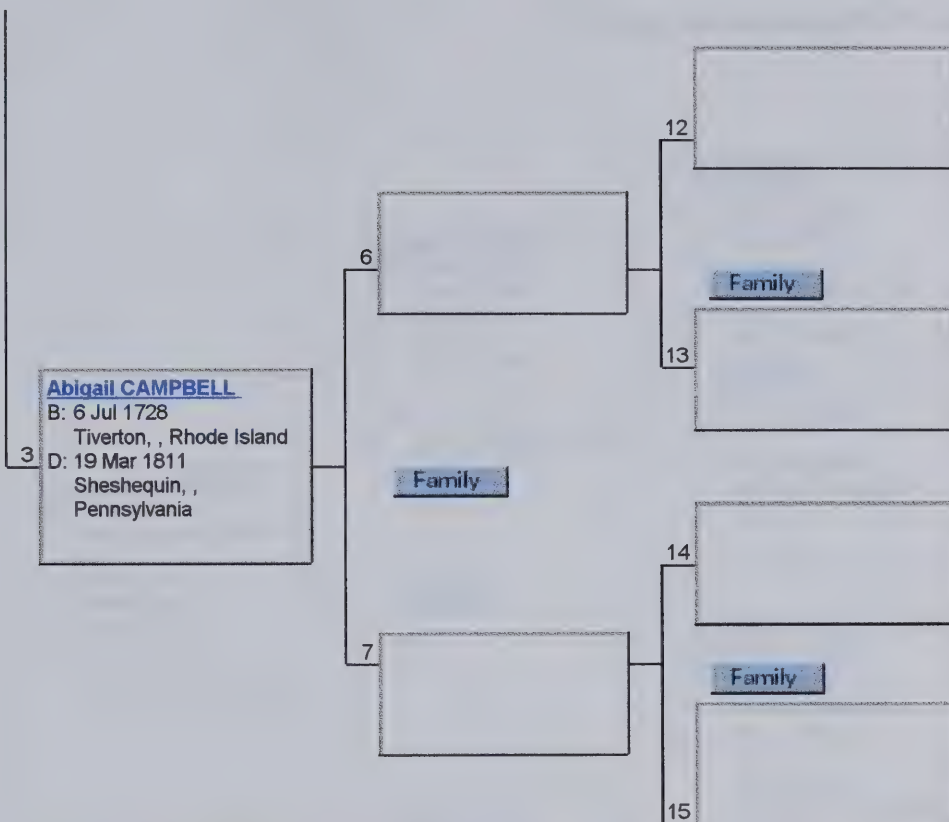 12
6
Family
13
Abigail CAMPBELL
B: 6 Jul 1728
Tiverton, , Rhode Island
3
D: 19 Mar 1811
Sheshequin, ,
Pennsylvania
Family
14
7
Family
15